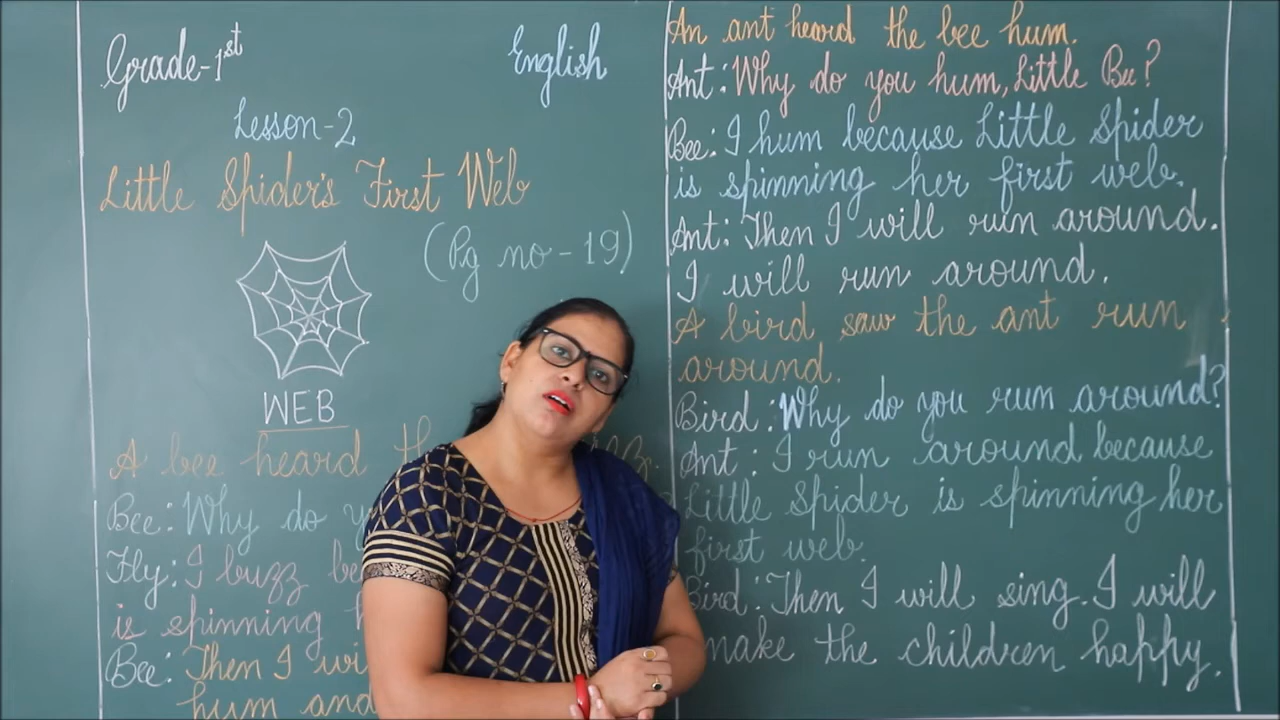 Grade-1st
English
Lesson-2
Little Spider's First Web
(Pg no-19)
WEB
A bee heard
Bee: Why do
Fly: I buzz
is spinning
Bee: Then I
hum and
An ant heard the bee hum.
Ant: Why do you hum, Little Bee?
Bee: I hum because Little Spider
is spinning her first web.
Ant: Then I will run around.
I will run around.
A bird saw the ant run
around.
Bird: Why do you run around?
Ant: I run around because
Little Spider is spinning her
first web.
Bird: Then I will sing. I will
make the children happy.